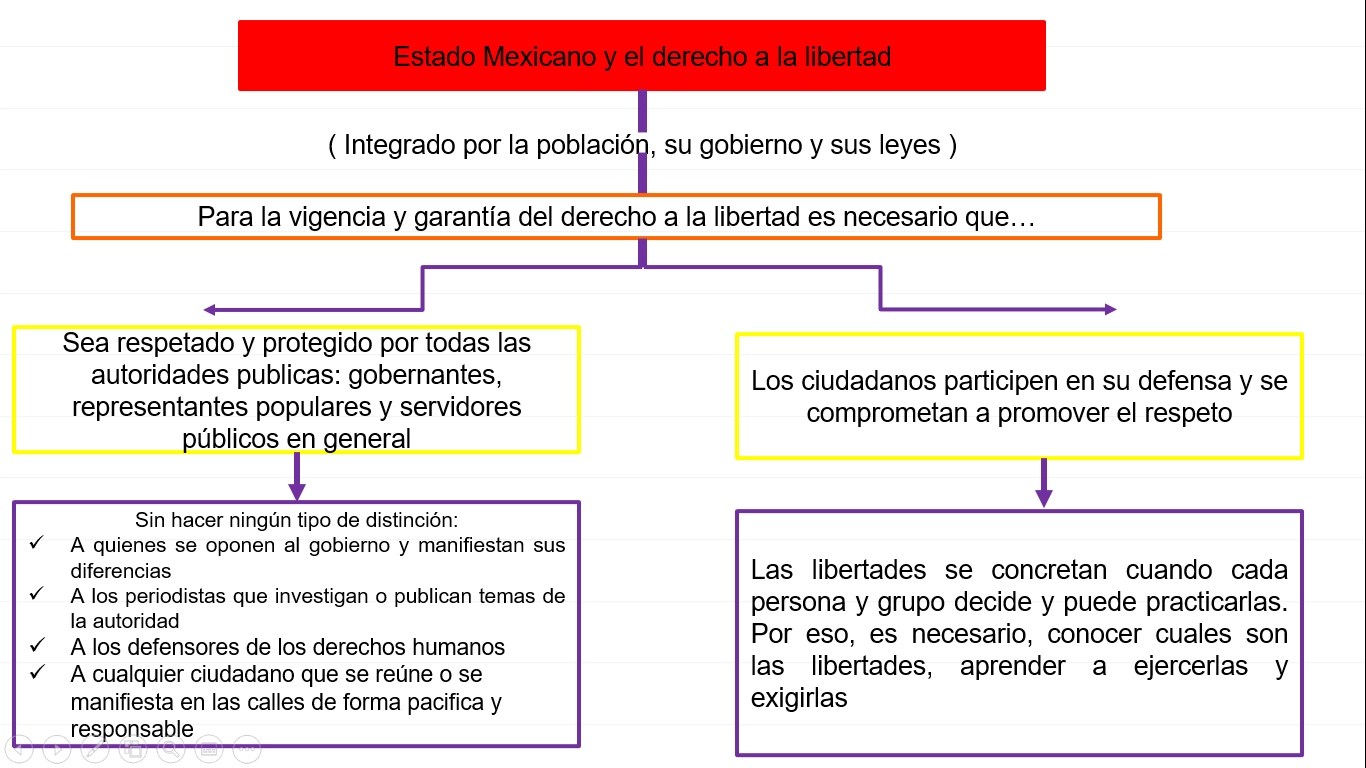 Estado Mexicano y el derecho a la libertad
( Integrado por la población, su gobierno y sus leyes )
Para la vigencia y garantía del derecho a la libertad es necesario que…
Sea respetado y protegido por todas las
autoridades publicas: gobernantes,
representantes populares y servidores
públicos en general
Sin hacer ningún tipo de distinción:
✓ A quienes se oponen al gobierno y manifiestan sus
diferencias
✓ A los periodistas que investigan o publican temas de
la autoridad
✓ A los defensores de los derechos humanos
✓ A cualquier ciudadano que se reúne o se
manifiesta en las calles de forma pacifica y
responsable
Los ciudadanos participen en su defensa y se
comprometan a promover el respeto
Las libertades se concretan cuando cada
persona y grupo decide y puede practicarlas.
Por eso, es necesario, conocer cuales son
las libertades, aprender a ejercerlas y
exigirlas